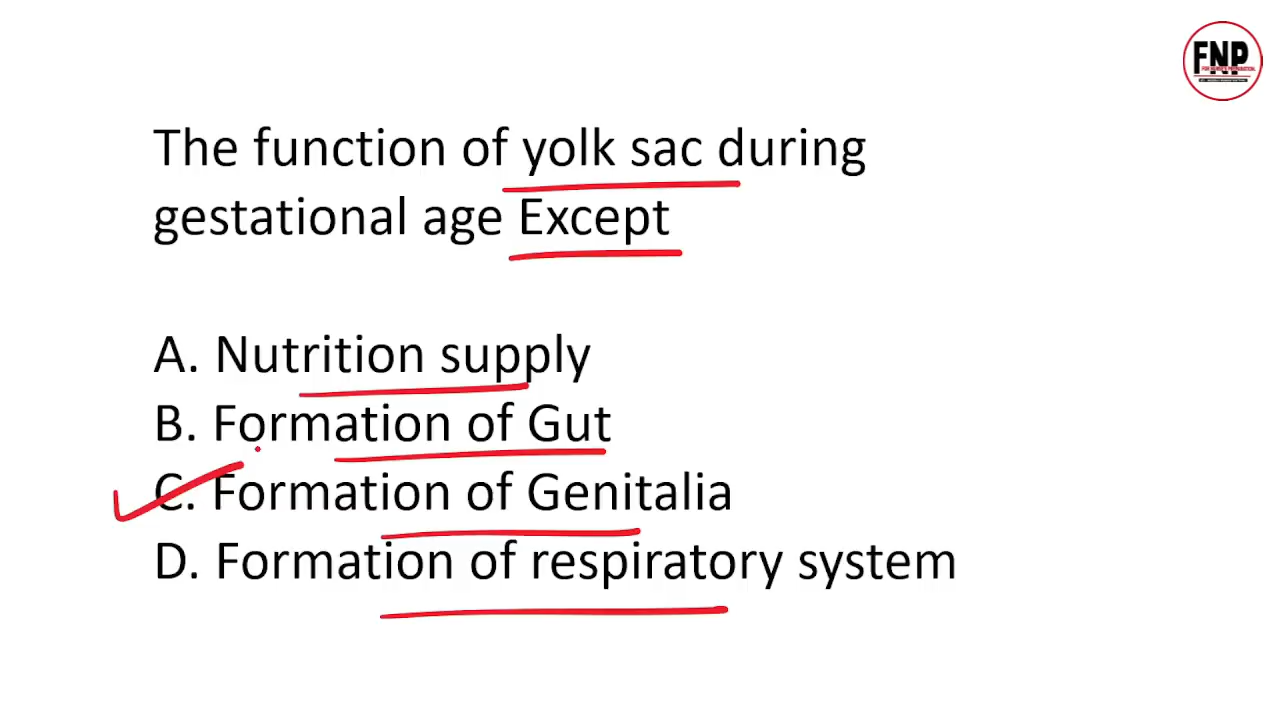 FNP
The function of yolk sac during
gestational age Except
A. Nutrition supply
B. Formation of Gut
C. Formation of Genitalia
D. Formation of respiratory system